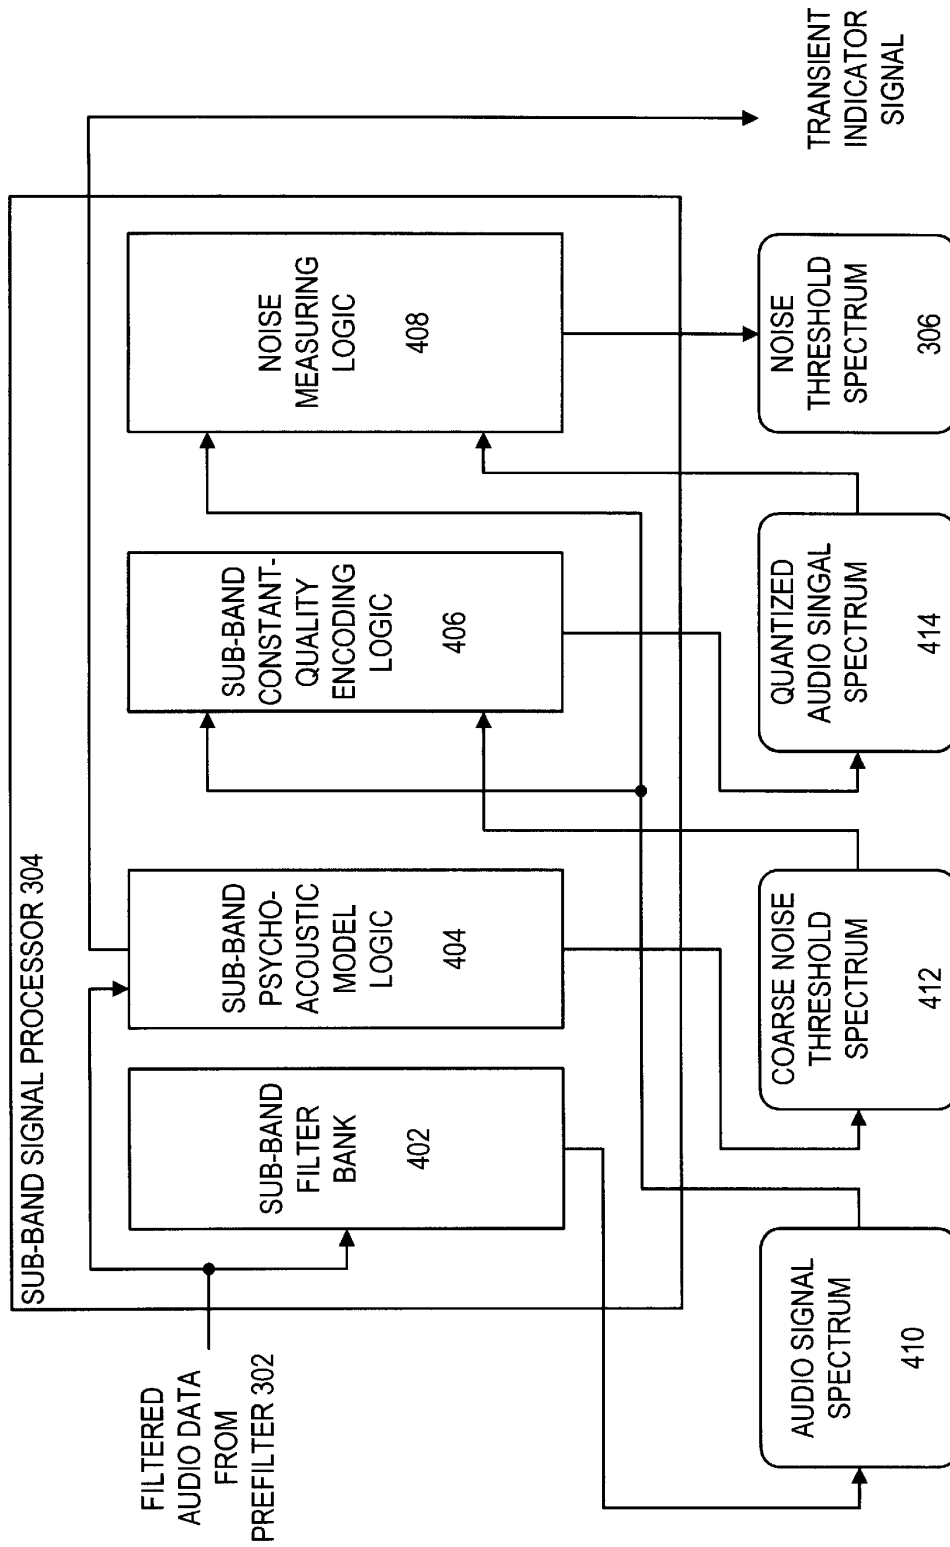 SUB-BAND SIGNAL PROCESSOR 304
FILTERED
AUDIO DATA
FROM
PREFILTER 302
SUB-BAND
FILTER
BANK
402
SUB-BAND
PSYCHO-
ACOUSTIC
MODEL
LOGIC
404
SUB-BAND
CONSTANT-
QUALITY
ENCODING
LOGIC
406
NOISE
MEASURING
LOGIC
408
AUDIO SIGNAL
SPECTRUM
410
COARSE NOISE
THRESHOLD
SPECTRUM
412
QUANTIZED
AUDIO SINGAL
SPECTRUM
414
NOISE
THRESHOLD
SPECTRUM
306
TRANSIENT
INDICATOR
SIGNAL